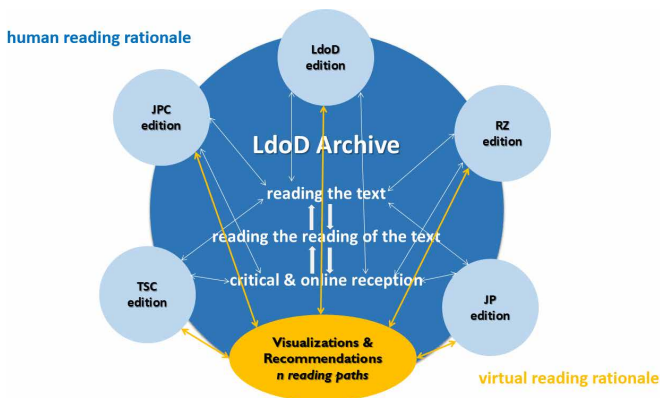 human reading rationale
LdoD
edition
JPC
edition
RZ
edition
LdoD Archive
reading the text
reading the reading of the text
critical & online reception
TSC
edition
JP
edition
Visualizations &
Recommendations
n reading paths
virtual reading rationale